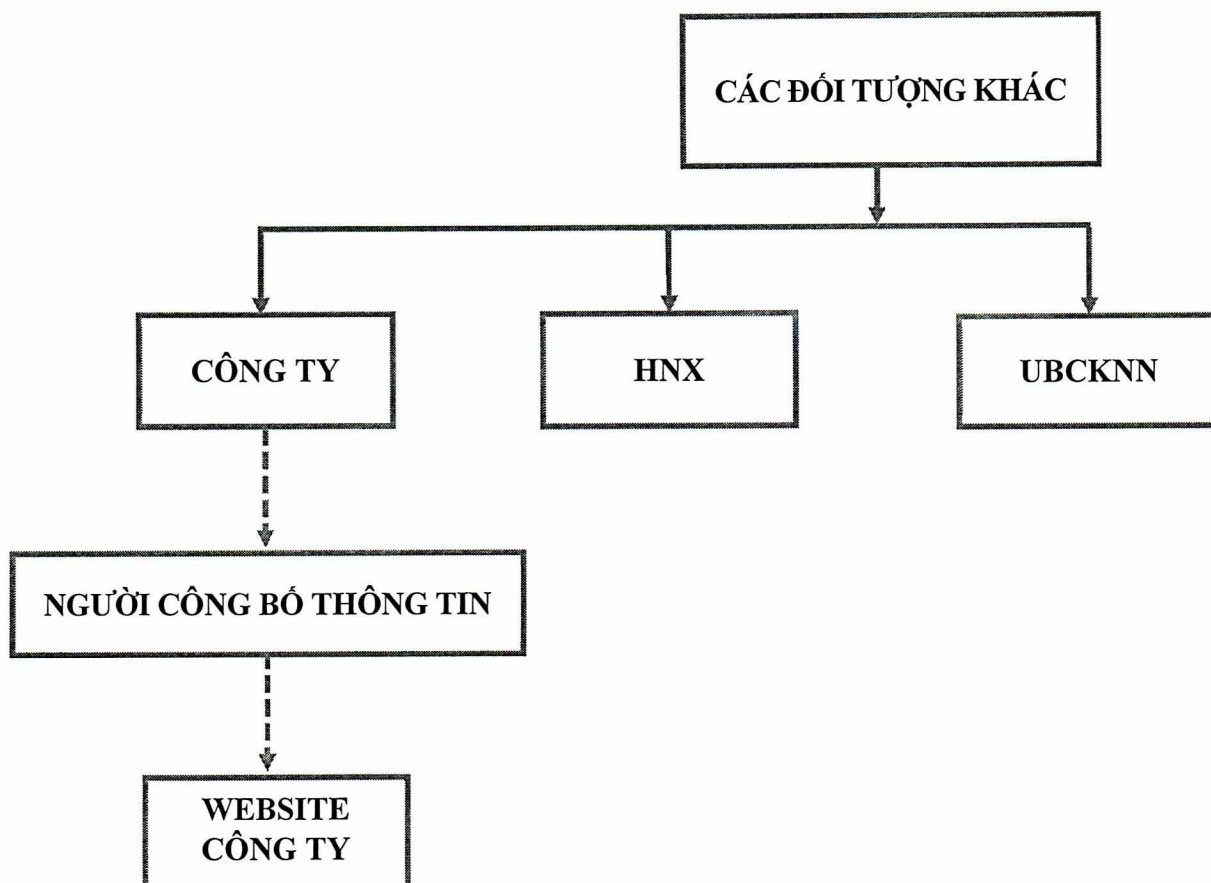 CÁC ĐỐI TƯỢNG KHÁC
CÔNG TY
HNX
UBCKNN
NGƯỜI CÔNG BỐ THÔNG TIN
WEBSITE
CÔNG TY